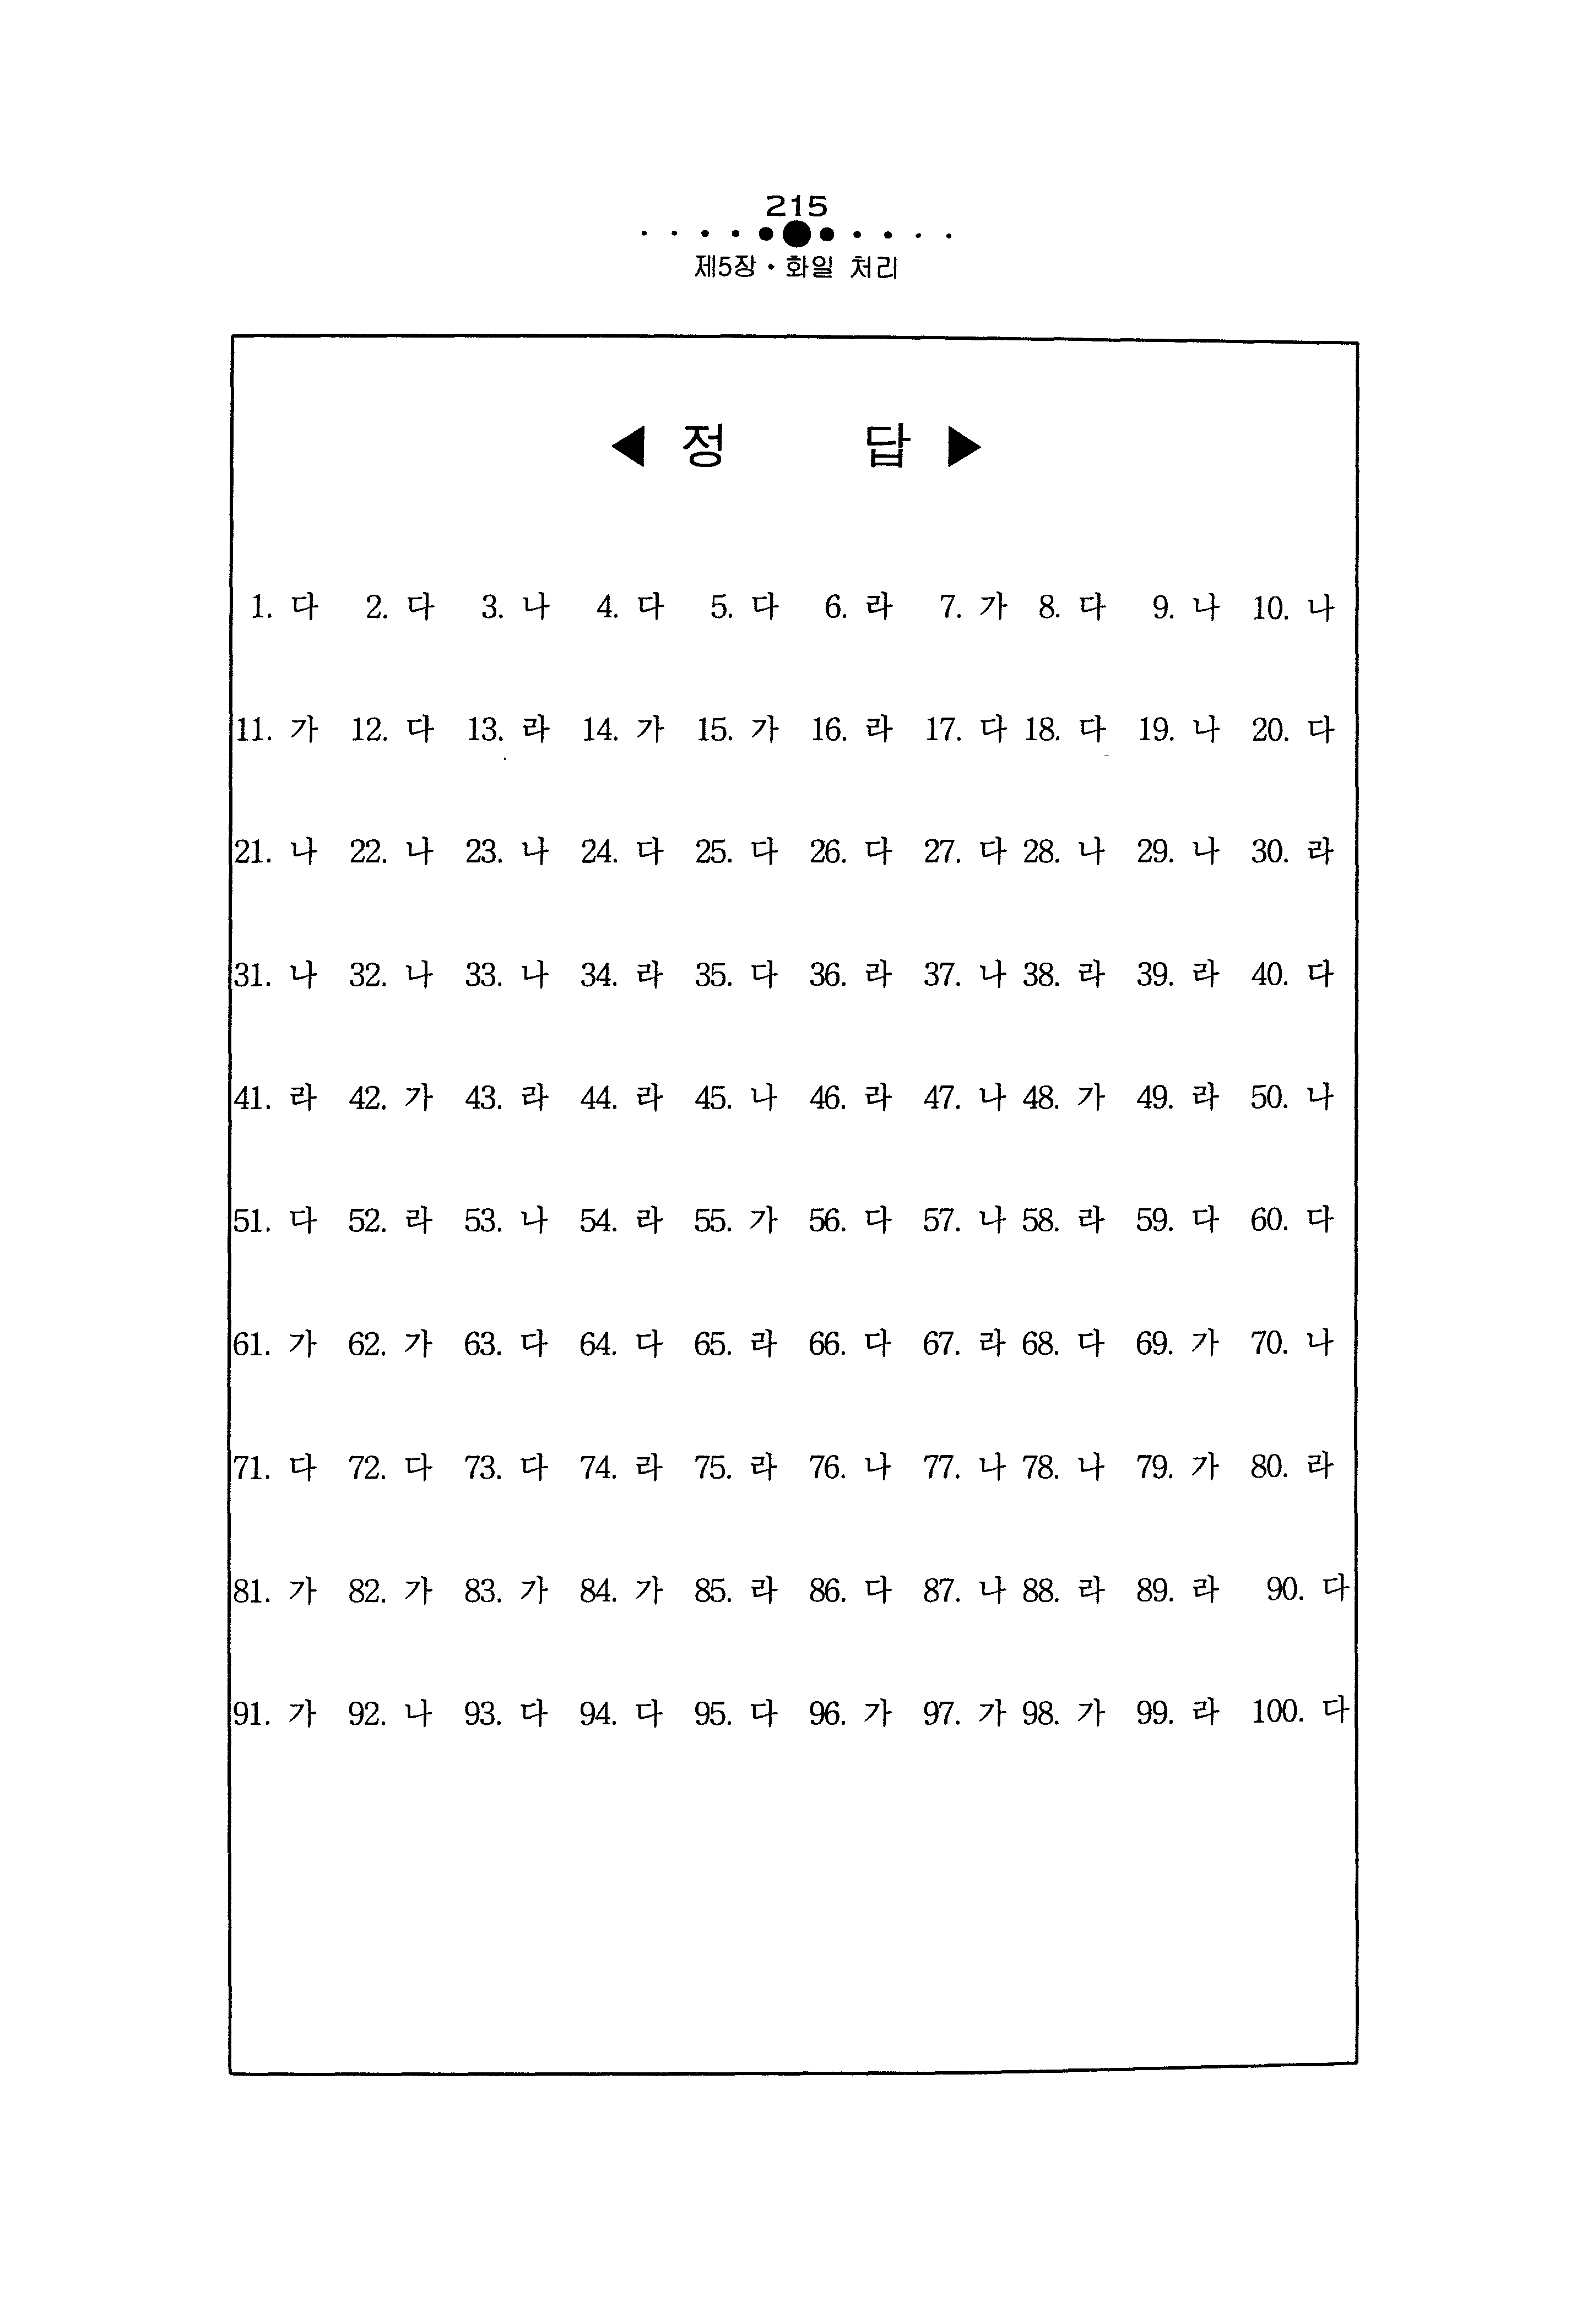 215
제5장 · 화일 처리
◀ 정 답 ▶
1. 다 2. 다 3. 나 4. 다 5. 다 6. 라 7. 가 8. 다 9. 나 10. 나
11. 가 12. 다 13. 라 14. 가 15. 가 16. 라 17. 다 18. 다 19. 나 20. 다
21. 나 22. 나 23. 나 24. 다 25. 다 26. 다 27. 다 28. 나 29. 나 30. 라
31. 나 32. 나 33. 나 34. 라 35. 다 36. 라 37. 나 38. 라 39. 라 40. 다
41. 라 42. 가 43. 라 44. 라 45. 나 46. 라 47. 나 48. 가 49. 라 50. 나
51. 다 52. 라 53. 나 54. 라 55. 가 56. 다 57. 나 58. 라 59. 다 60. 다
61. 가 62. 가 63. 다 64. 다 65. 라 66. 다 67. 라 68. 다 69. 가 70. 나
71. 다 72. 다 73. 다 74. 라 75. 라 76. 나 77. 나 78. 나 79. 가 80. 라
81. 가 82. 가 83. 가 84. 가 85. 라 86. 다 87. 나 88. 라 89. 라 90. 다
91. 가 92. 나 93. 다 94. 다 95. 다 96. 가 97. 가 98. 가 99. 라 100. 다